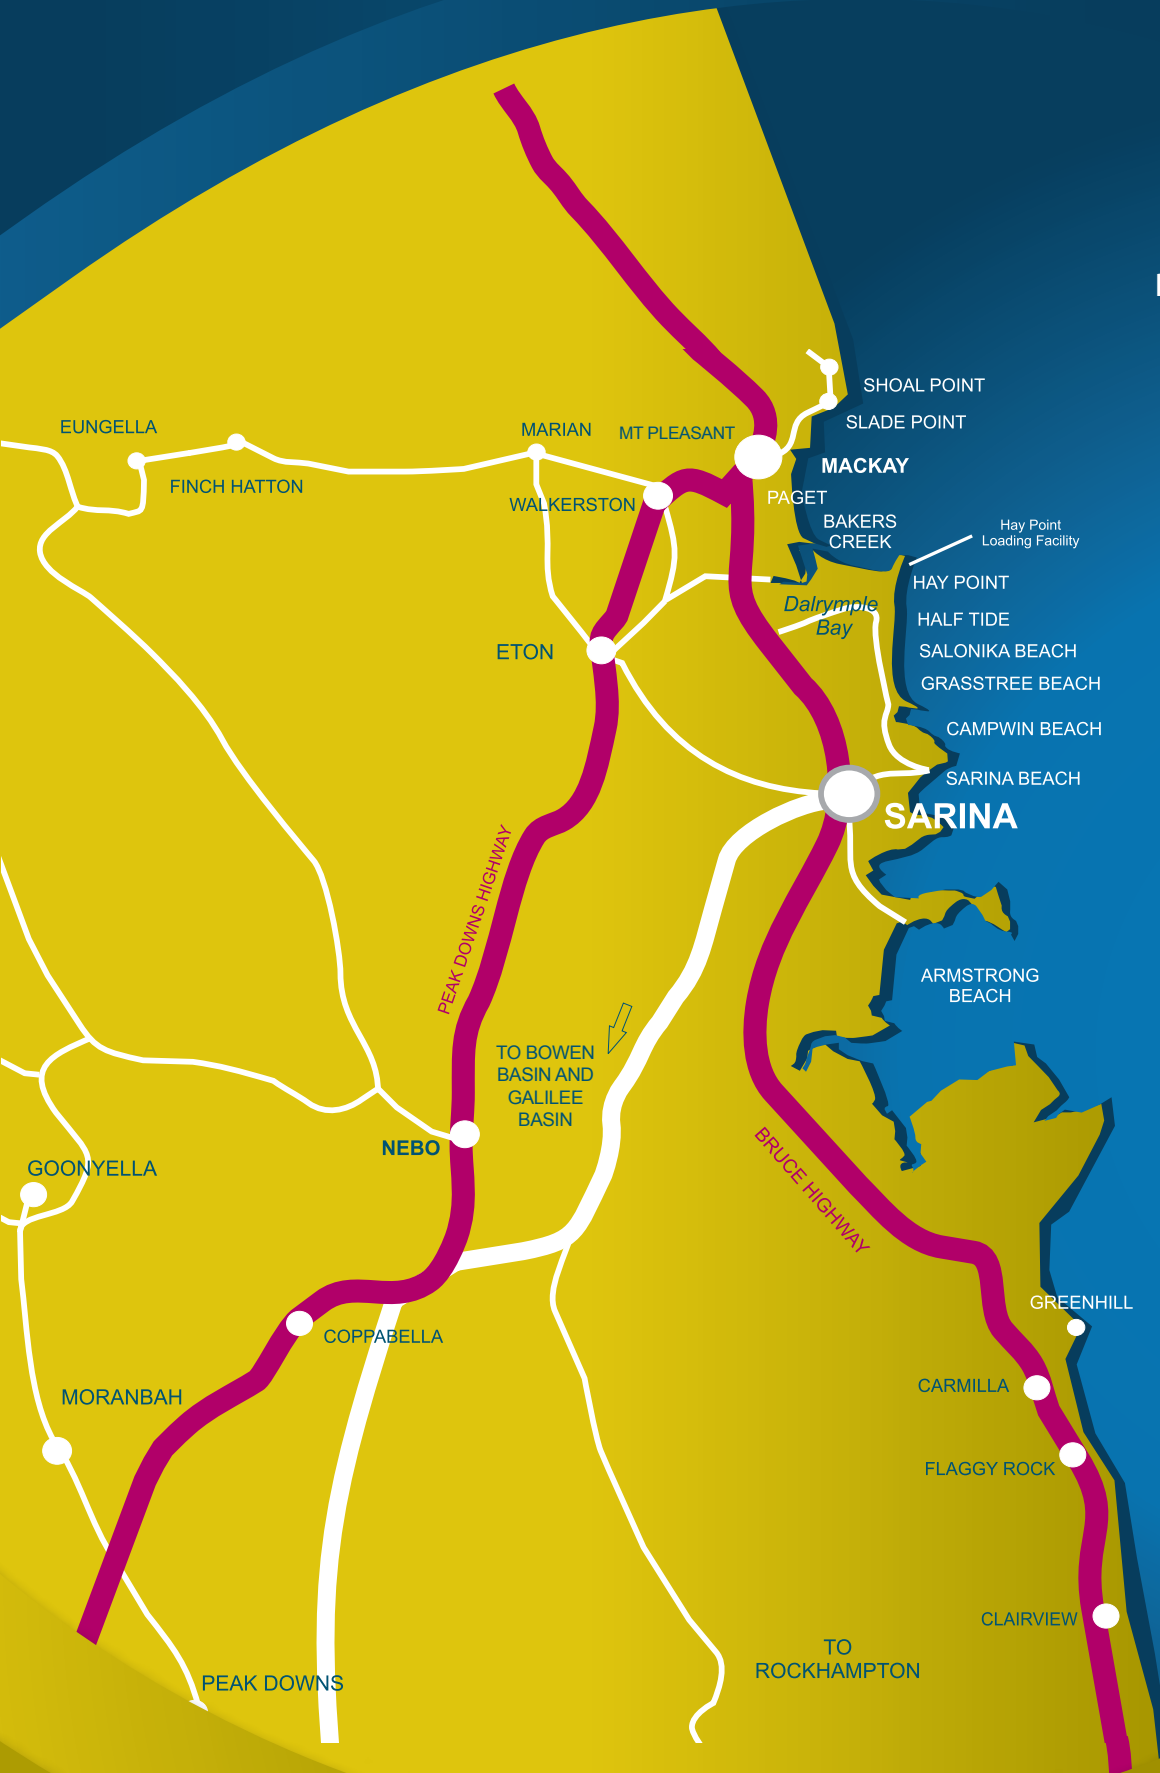 SHOAL POINT
SLADE POINT
EUNGELLA
MARIAN
MT PLEASANT
MACKAY
FINCH HATTON
WALKERSTON
PAGET
BAKERS
CREEK
Hay Point
Loading Facility
HAY POINT
Dalrymple
Bay
HALF TIDE
ETON
SALONIKA BEACH
GRASSTREE BEACH
CAMPWIN BEACH
SARINA BEACH
SARINA
PEAK DOWNS HIGHWAY
ARMSTRONG
BEACH
TO BOWEN
BASIN AND
GALILEE
BASIN
NEBO
BRUCE HIGHWAY
GOONYELLA
GREENHILL
COPPABELLA
CARMILLA
MORANBAH
FLAGGY ROCK
CLAIRVIEW
TO
ROCKHAMPTON
PEAK DOWNS